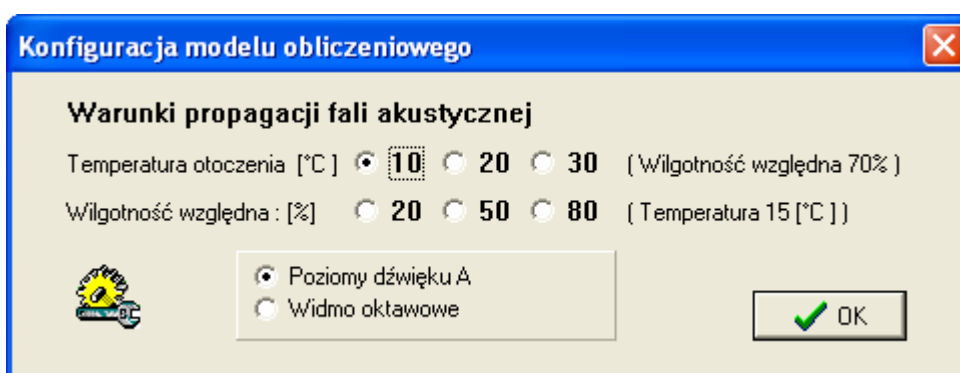 Konfiguracja modelu obliczeniowego
Warunki propagacji fali akustycznej
Temperatura otoczenia [°C ] 10 20 30 ( Wilgotność względna 70% )
Wilgotność względna : [%] 20 50 80 ( Temperatura 15 [°C ] )
Poziomy dźwięku A
Widmo oktawowe
OK